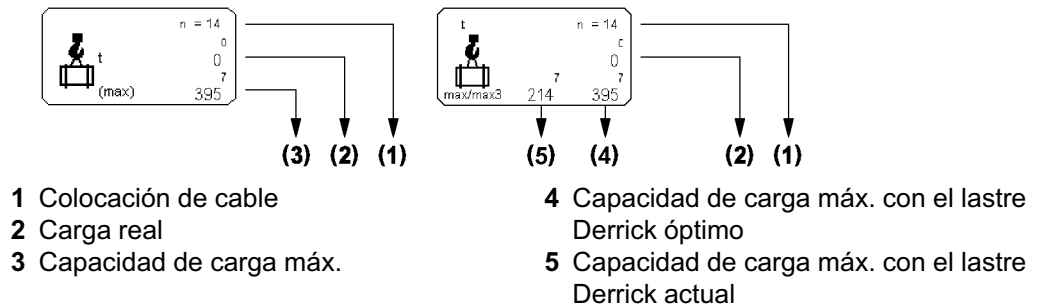 n = 14
0
t
0
7
(max)
395
(3) (2) (1)
t
n = 14
0
7
7
max/max3 214 395
(5) (4) (2) (1)
1 Colocación de cable
2 Carga real
3 Capacidad de carga máx.
4 Capacidad de carga máx. con el lastre
Derrick óptimo
5 Capacidad de carga máx. con el lastre
Derrick actual